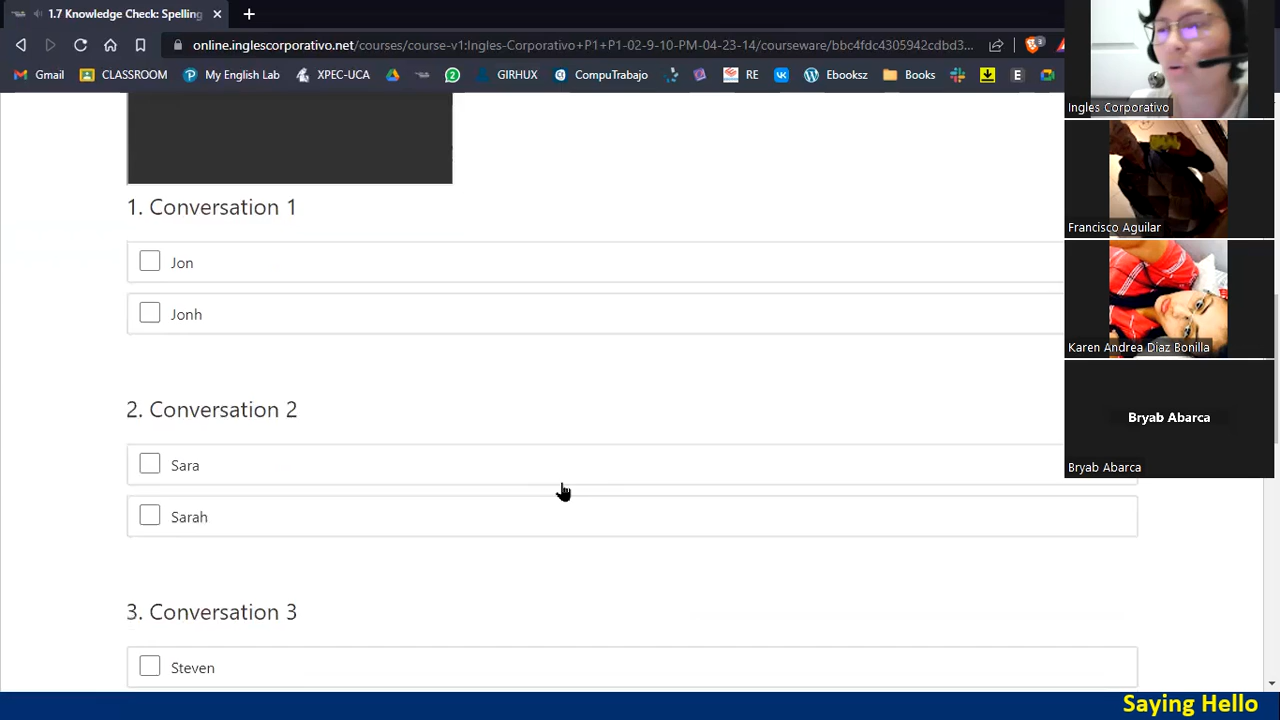 1.7 Knowledge Check: Spelling
online.inglescorporativo.net/courses/course-v1:Ingles-Corporativo+P1+P1-02-9-10-PM-04-23-14/courseware/bbc4fdc4305942cdbd3...
3
Gmail
CLASSROOM
My English Lab
XPEC-UCA
2
GIRHUX
CompuTrabajo
RE
Ebooksz
Books
E
Ingles Corporativo
Francisco Aguilar
Karen Andrea Diaz Bonilla
Bryab Abarca
Bryab Abarca
1. Conversation 1
Jon
Jonh
2. Conversation 2
Sara
Sarah
3. Conversation 3
Steven
Saying Hello